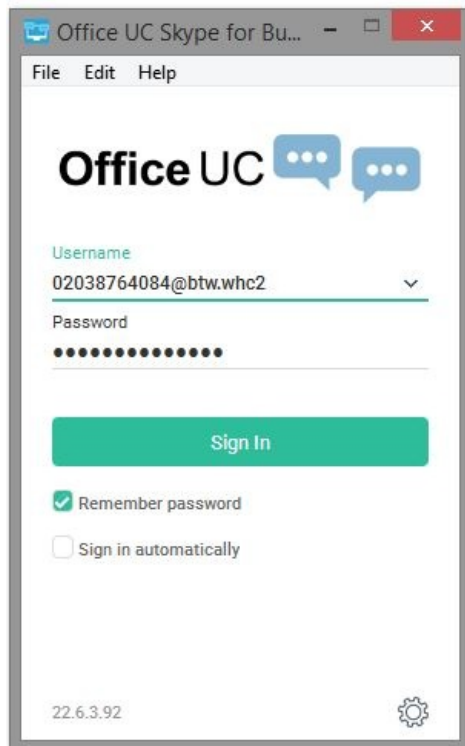 Office UC Skype for Bu...
File Edit Help
Office UC
Username
02038764084@btw.whc2
Password
••••••••••••••
Sign In
Remember password
Sign in automatically
22.6.3.92